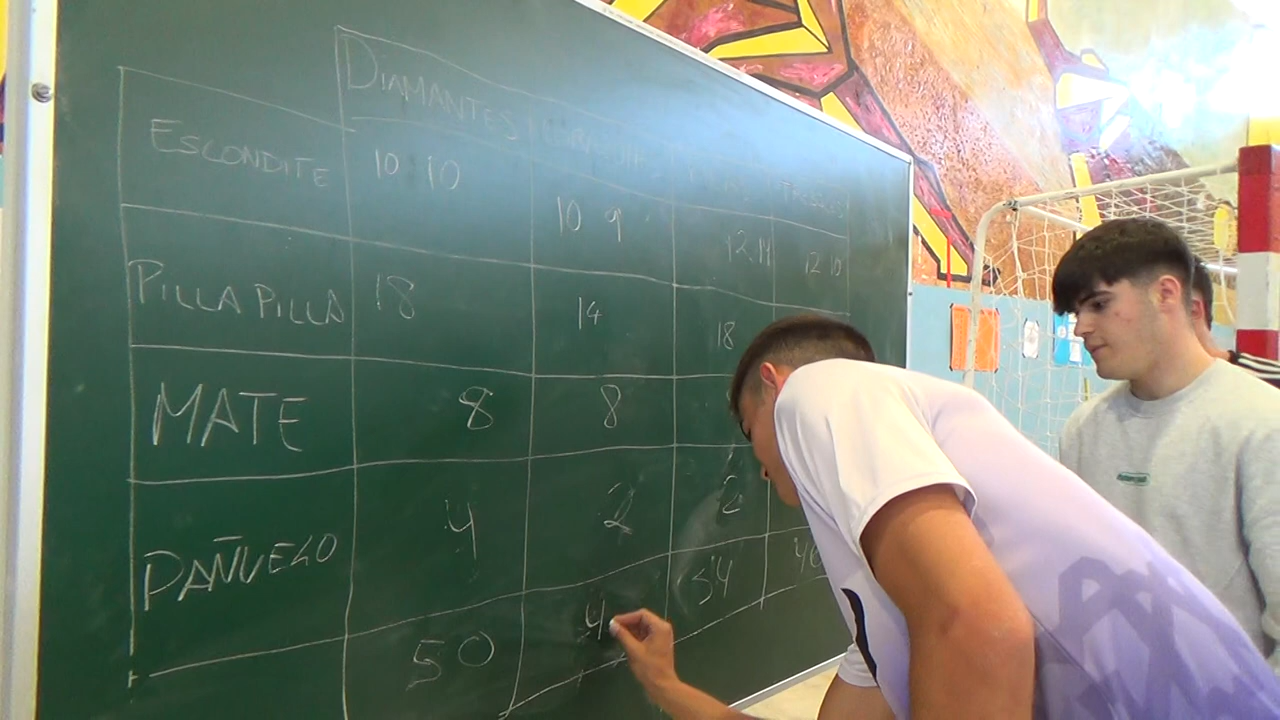 DIAMANTES
ESCONDITE 10 10 10 9 12 14 12 10
PILLA PILLA 18 14 18
MATE 8 8
PAÑUELO 4 2 2
50 4 54